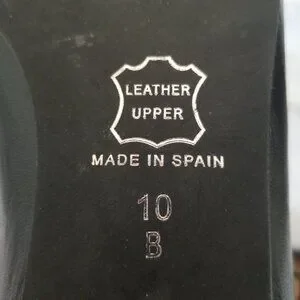 LEATHER
UPPER
MADE IN SPAIN
10
B